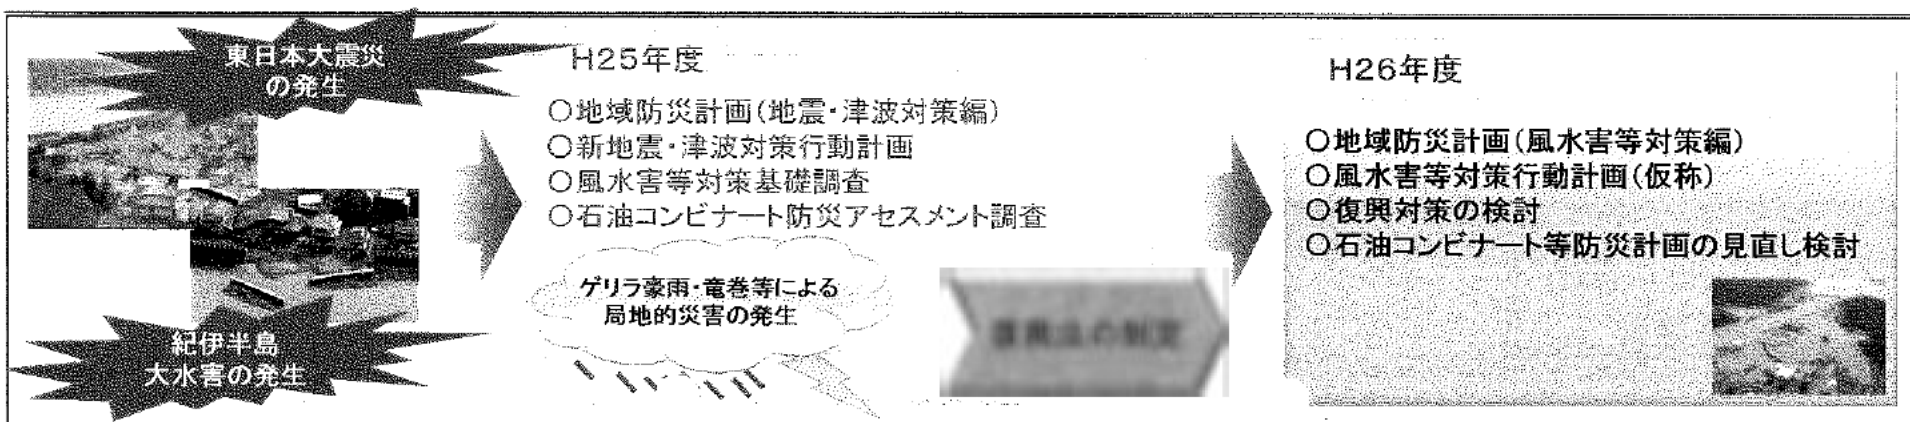 東日本大震災
の発生
紀伊半島
大水害の発生
H25年度
○地域防災計画(地震・津波対策編)
○新地震・津波対策行動計画
○風水害等対策基礎調査
○石油コンビナート防災アセスメント調査
ゲリラ豪雨・竜巻等による
局地的災害の発生
H26年度
○地域防災計画(風水害等対策編)
○風水害等対策行動計画(仮称)
○復興対策の検討
○石油コンビナート等防災計画の見直し検討